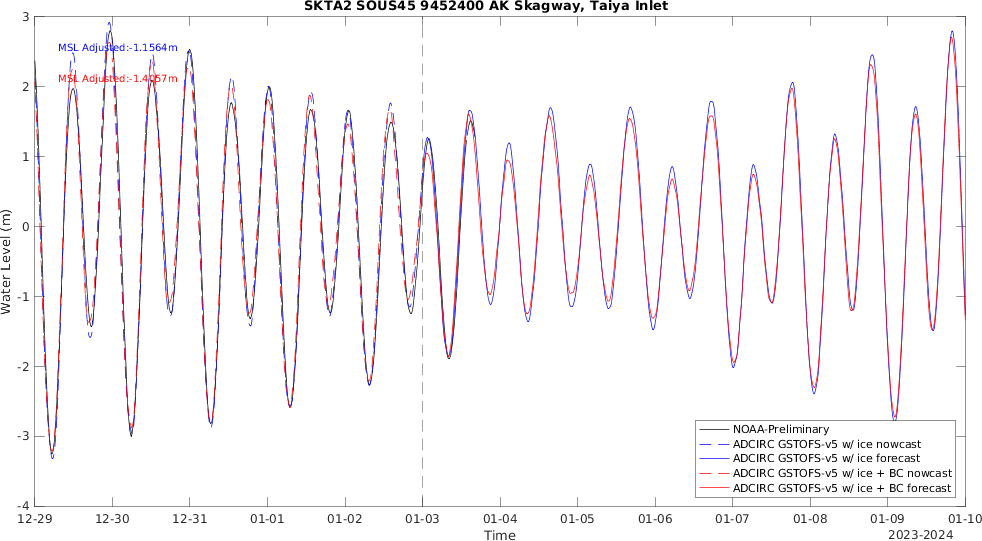 SKTA2 SOUS45 9452400 AK Skagway, Taiya Inlet
3
MSL Adjusted:-1.1564m
MSL Adjusted:-1.4057m
2
1
0
-1
-2
-3
-4
Water Level (m)
NOAA-Preliminary
ADCIRC GSTOFS-v5 w/ ice nowcast
ADCIRC GSTOFS-v5 w/ ice forecast
ADCIRC GSTOFS-v5 w/ ice + BC nowcast
ADCIRC GSTOFS-v5 w/ ice + BC forecast
12-29 12-30 12-31 01-01 01-02 01-03 01-04 01-05 01-06 01-07 01-08 01-09 01-10
Time
2023-2024